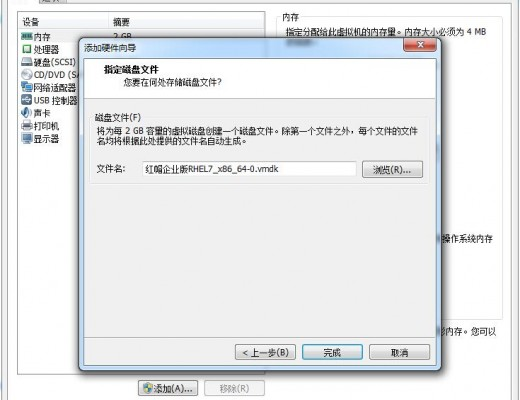 设备
摘要
内存
2 GB
处理器
硬盘(SCSI)
CD/DVD (SA
网络适配器
USB 控制器
声卡
打印机
显示器
内存
指定分配给此虚拟机的内存量。内存大小必须为 4 MB
添加硬件向导
指定磁盘文件
您要在何处存储磁盘文件?
磁盘文件(F)
将为每 2 GB 容量的虚拟磁盘创建一个磁盘文件。除第一个文件之外，每个文件的文件
名均将根据此处提供的文件名自动生成。
文件名:
红帽企业版RHEL7_x86_64-0.vmdk
浏览(R)...
操作系统内存
内存。您可以
< 上一步(B)
完成
取消
添加(A)...
移除(R)